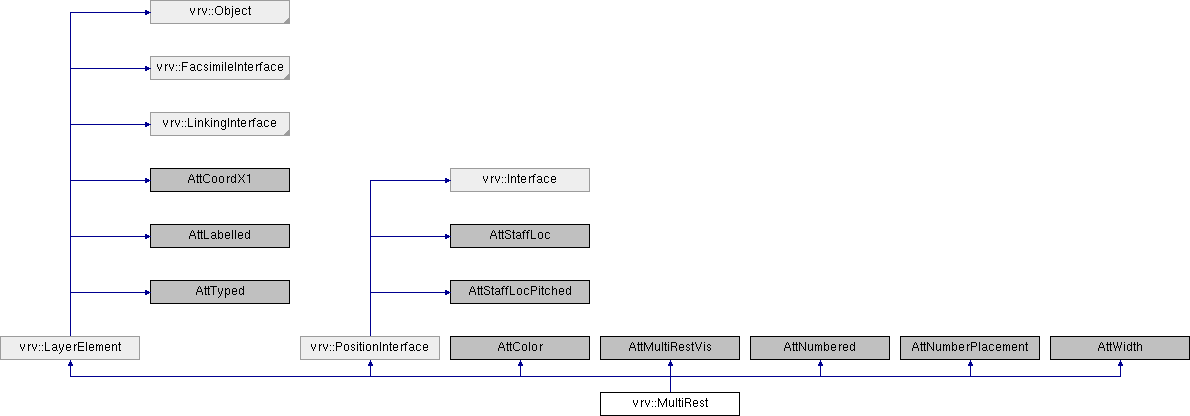 vrv::Object
vrv::FacsimileInterface
vrv::LinkingInterface
AttCoordX1
vrv::Interface
AttLabelled
AttStaffLoc
AttTyped
AttStaffLocPitched
vrv::LayerElement
vrv::PositionInterface
AttColor
AttMultiRestVis
AttNumbered
AttNumberPlacement
AttWidth
vrv::MultiRest